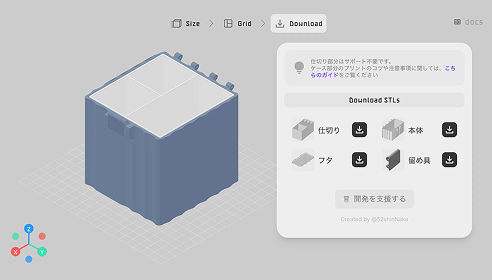 Size
Grid
Download
docs
仕切り部分はサポート不要です。
ケース部分のプリントのコツや注意事項に関しては、こち
らのガイドをご覧ください
Download STLs
仕切り
本体
フタ
留め具
開発を支援する
Created by @52shinNaka
Z
X
Y